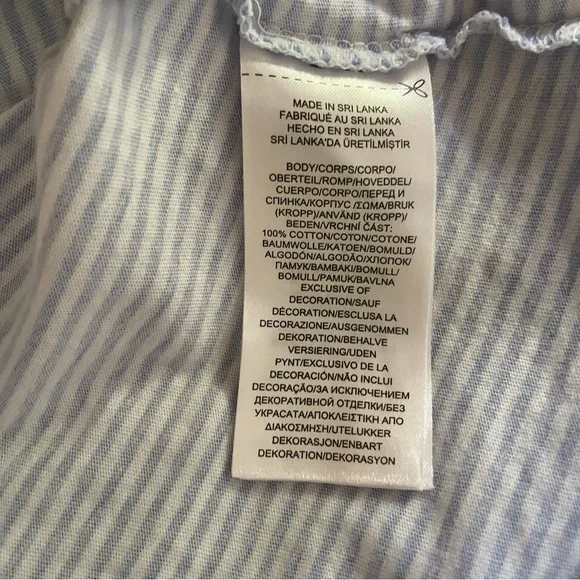 MADE IN SRI LANKA
FABRIQUÉ AU SRI LANKA
HECHO EN SRI LANKA
SRİ LANKA'DA ÜRETİLMİŞTİR
BODY/CORPS/CORPO/
OBERTEIL/ROMP/HOVEDDEL/
CUERPO/CORPO/ПЕРЕД И
СПИНКА/КОРПУС /ΣΩΜΑ/BRUK
(KROPP)/ANVÄND (KROPP)/
BEDEN/VRCHNÍ ČÁST:
100% COTTON/COTON/COTONE/
BAUMWOLLE/KATOEN/BOMULD/
ALGODÓN/ALGODÃO/ХЛОПОК/
ПАМУК/ΒΑΜΒΑΚΙ/BOMULL/
BOMULL/PAMUK/BAVLNA
EXCLUSIVE OF
DECORATION/SAUF
DÉCORATION/ESCLUSA LA
DECORAZIONE/AUSGENOMMEN
DEKORATION/BEHALVE
VERSIERING/UDEN
PYNT/EXCLUSIVO DE LA
DECORACIÓN/NÃO INCLUI
DECORAÇÃO/ЗА ИСКЛЮЧЕНИЕМ
ДЕКОРАТИВНОЙ ОТДЕЛКИ/БЕЗ
УКРАСАТА/ΑΠΟΚΛΕΙΣΤΙΚΗ ΑΠΟ
ΔΙΑΚΟΣΜΗΣΗ/UTELUKKER
DEKORASJON/ENBART
DEKORATION/DEKORASYON